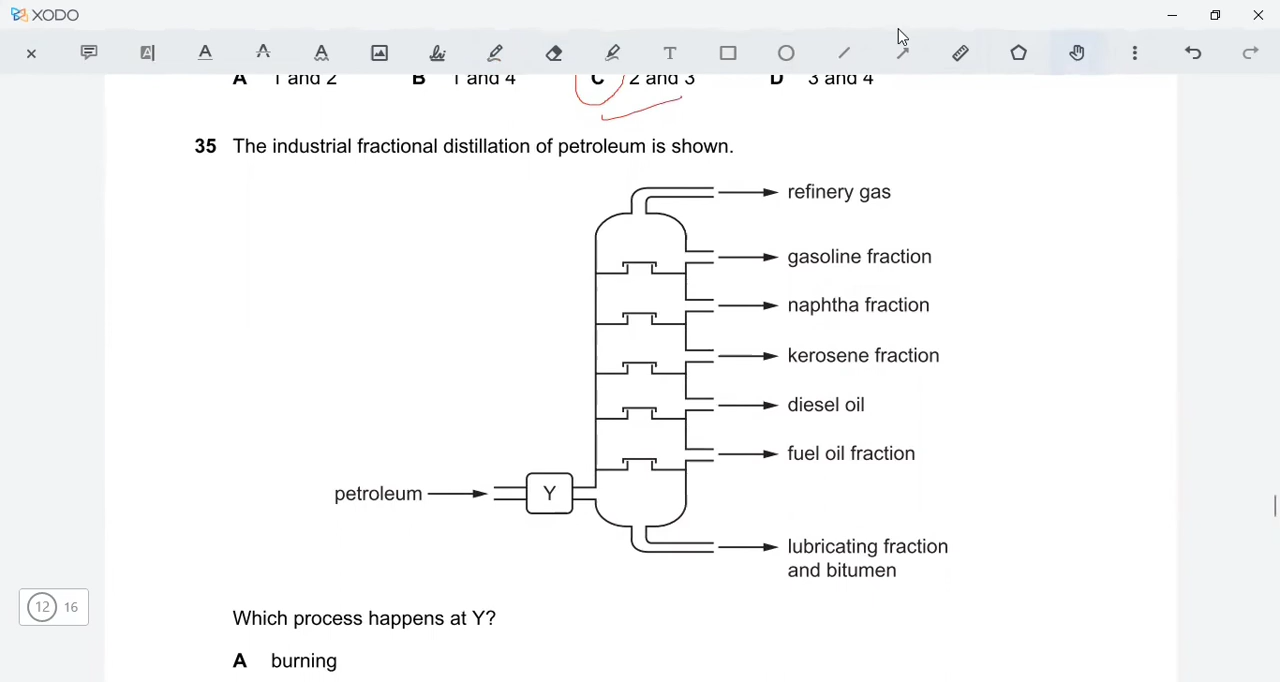 XODO
A 1 and 2 B 1 and 4 C 2 and 3 D 3 and 4
35 The industrial fractional distillation of petroleum is shown.
refinery gas
gasoline fraction
naphtha fraction
kerosene fraction
diesel oil
fuel oil fraction
petroleum
Y
lubricating fraction
and bitumen
12 16
Which process happens at Y?
A burning